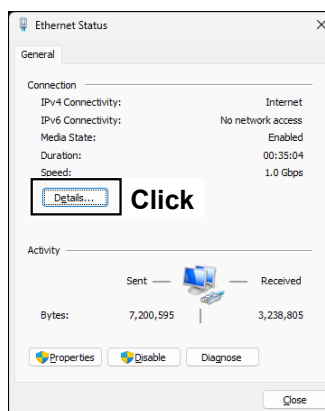 Ethernet Status
General
Connection
IPv4 Connectivity: Internet
IPv6 Connectivity: No network access
Media State: Enabled
Duration: 00:35:04
Speed: 1.0 Gbps
Details... Click
Activity
Sent Received
Bytes: 7,200,595 3,238,805
Properties Disable Diagnose
Close